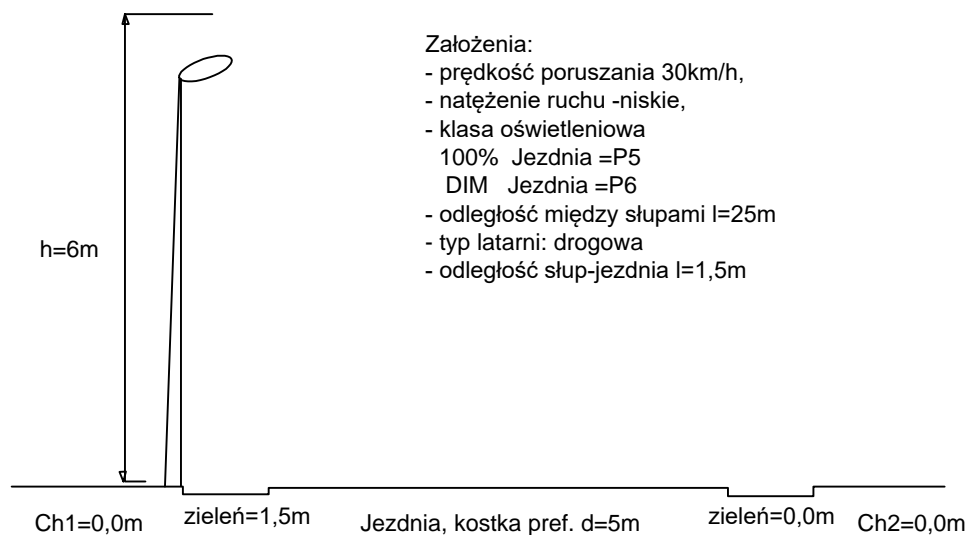 Założenia:
- prędkość poruszania 30km/h,
- natężenie ruchu -niskie,
- klasa oświetleniowa
100% Jezdnia =P5
DIM Jezdnia =P6
- odległość między słupami l=25m
- typ latarni: drogowa
- odległość słup-jezdnia l=1,5m
h=6m
Ch1=0,0m
zieleń=1,5m
Jezdnia, kostka pref. d=5m
zieleń=0,0m
Ch2=0,0m